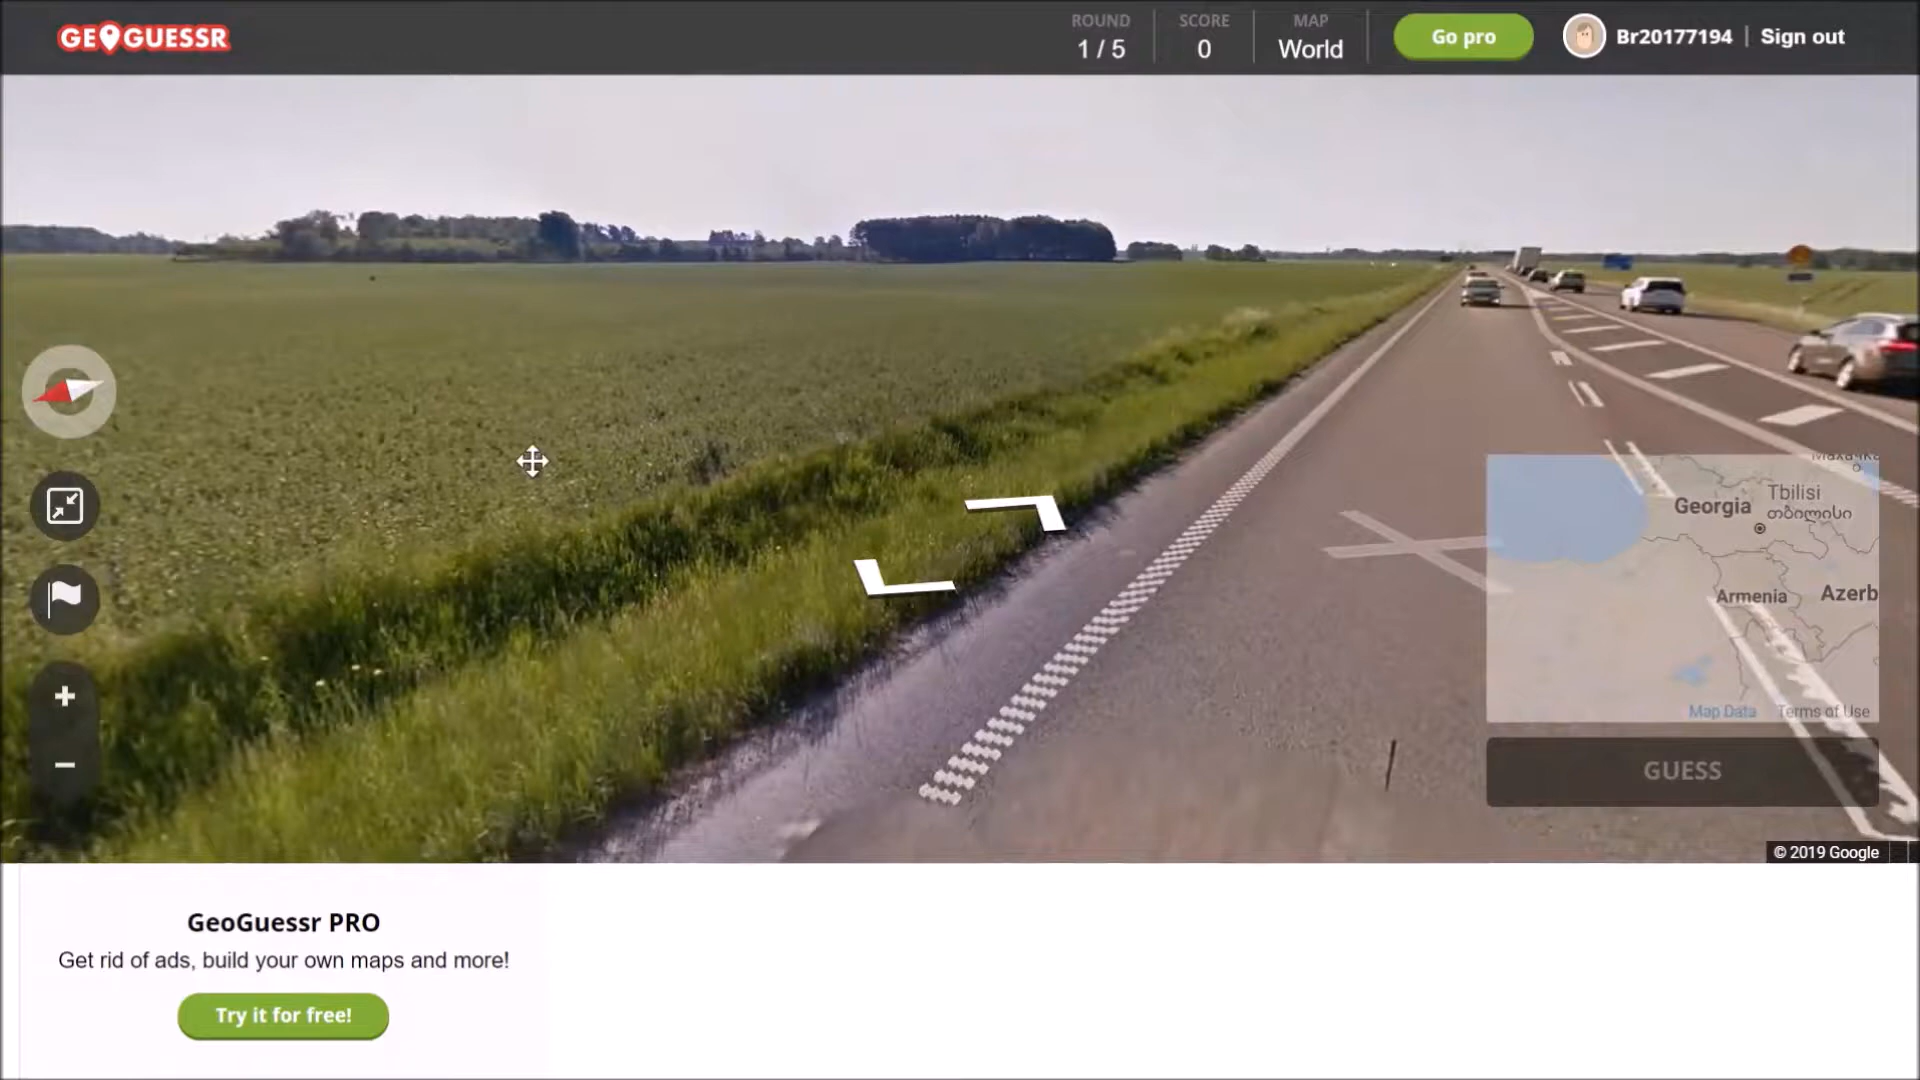 GEOGUESSR
ROUND
1 / 5
SCORE
0
MAP
World
Go pro
Br20177194 | Sign out
Махачка
Georgia
Tbilisi
თბილისი
Armenia
Azerb
Map Data
Terms of Use
GUESS
© 2019 Google
GeoGuessr PRO
Get rid of ads, build your own maps and more!
Try it for free!